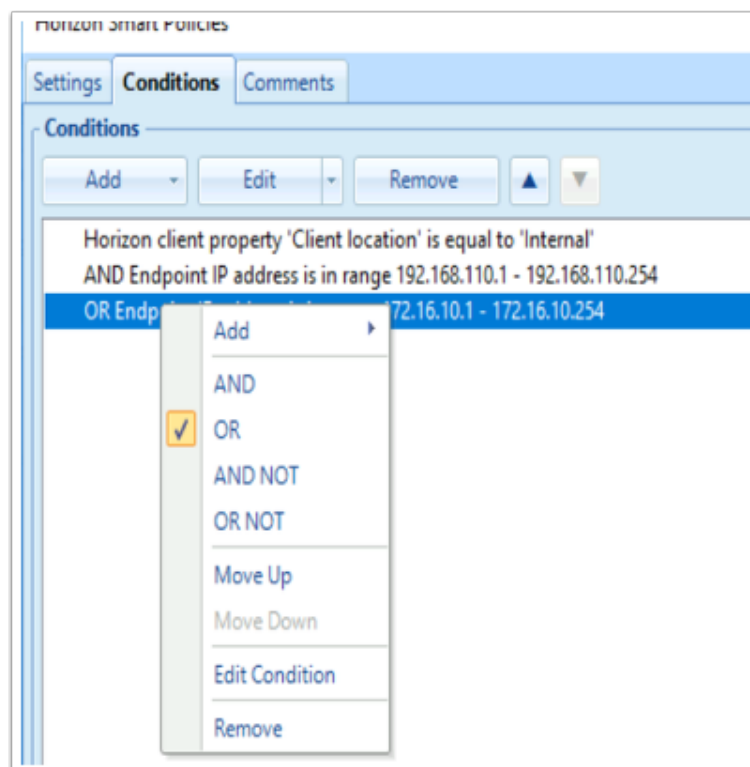 Horizon Smart Policies
Settings Conditions Comments
Conditions
Add Edit Remove
Horizon client property 'Client location' is equal to 'Internal'
AND Endpoint IP address is in range 192.168.110.1 - 192.168.110.254
OR Endp 72.16.10.1 - 172.16.10.254
Add
AND
OR
AND NOT
OR NOT
Move Up
Move Down
Edit Condition
Remove